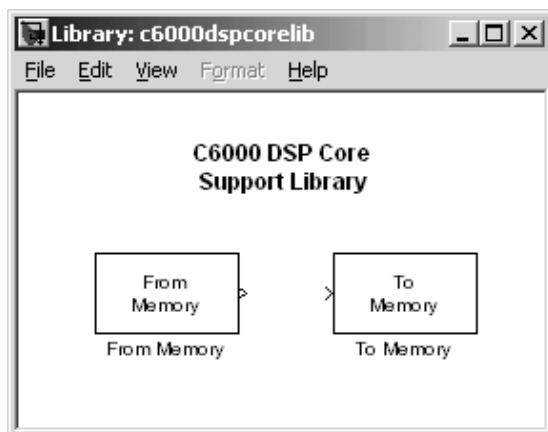 Library: c6000dspcorelib
File Edit View Format Help
C6000 DSP Core
Support Library
From
Memory
To
Memory
From Memory
To Memory